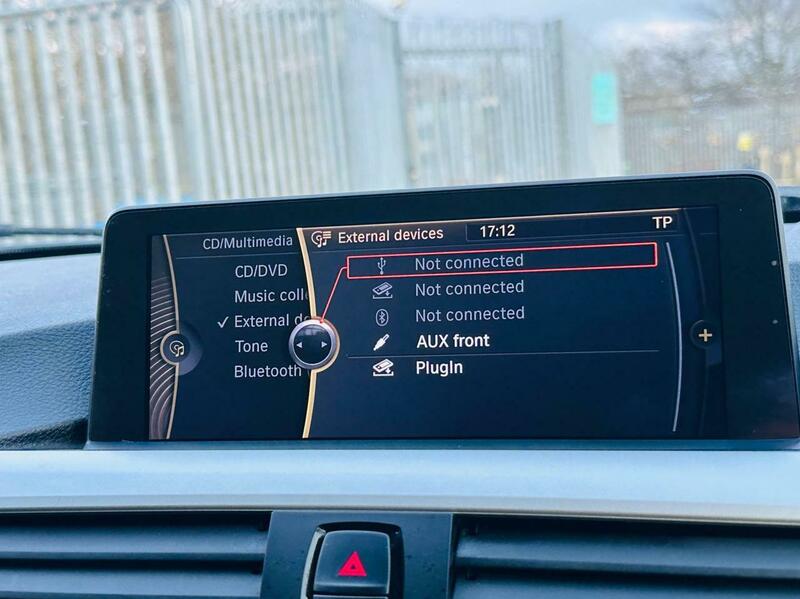 CD/Multimedia
CD/DVD
Music coll
External de
Tone
Bluetooth
External devices 17:12 TP
Not connected
Not connected
Not connected
AUX front
PlugIn